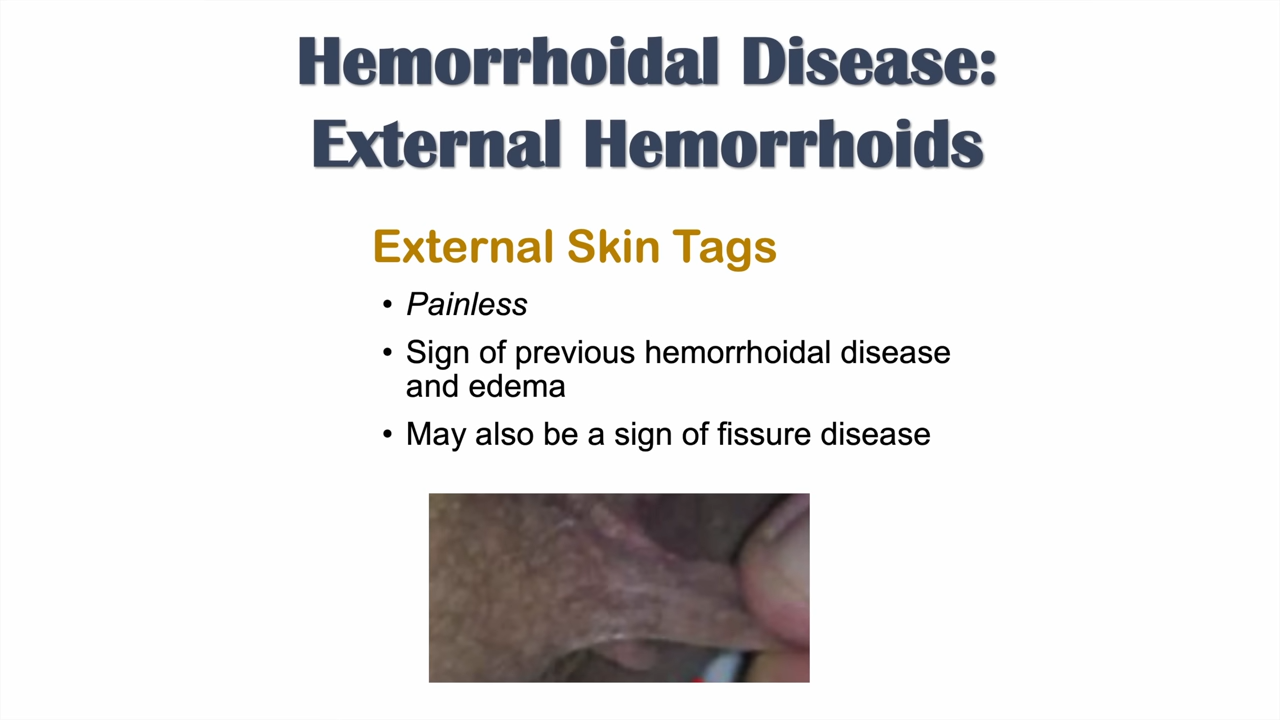 Hemorrhoidal Disease:
External Hemorrhoids
External Skin Tags
• Painless
• Sign of previous hemorrhoidal disease
and edema
• May also be a sign of fissure disease